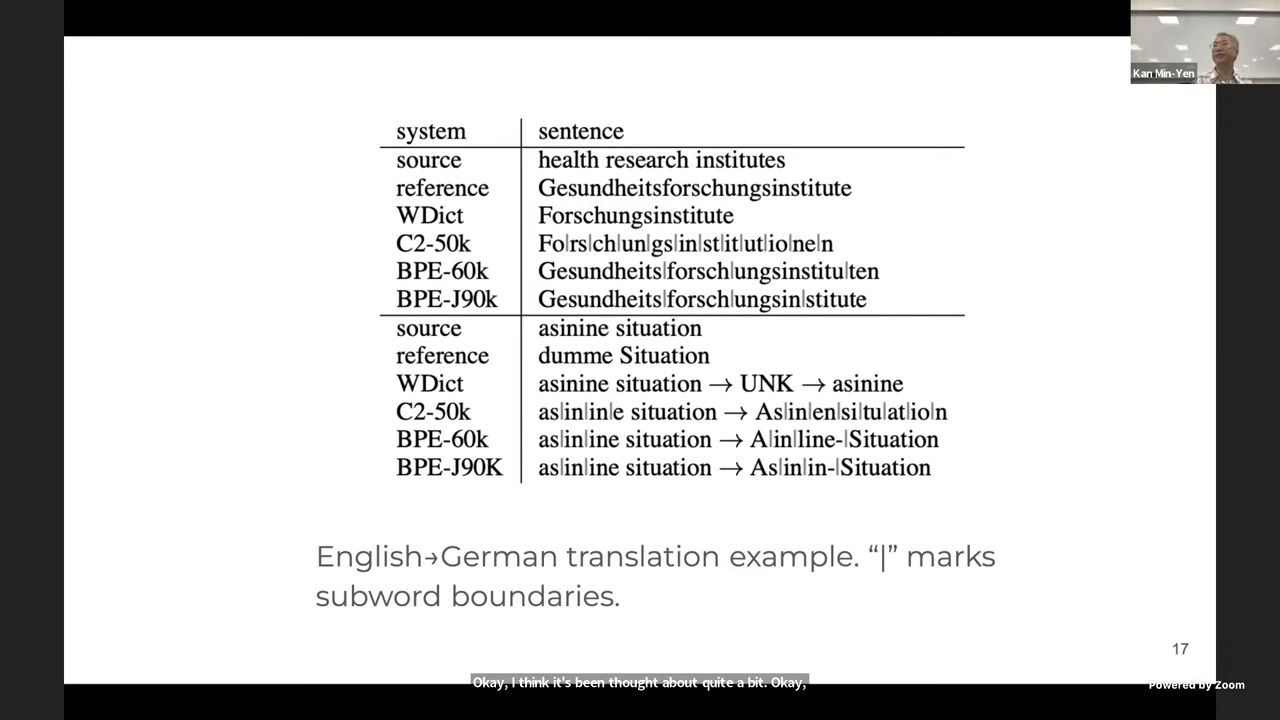 Kan Min-Yen
system sentence
source health research institutes
reference Gesundheitsforschungsinstitute
WDict Forschungsinstitute
C2-50k Fo|rs|ch|un|gs|in|st|it|ut|io|ne|n
BPE-60k Gesundheits|forsch|ungsinstitu|ten
BPE-J90k Gesundheits|forsch|ungsin|stitute
source asinine situation
reference dumme Situation
WDict asinine situation → UNK → asinine
C2-50k as|in|in|e situation → As|in|en|si|tu|at|io|n
BPE-60k as|in|ine situation → A|in|line-|Situation
BPE-J90K as|in|ine situation → As|in|in-|Situation
English→German translation example. “|” marks
subword boundaries.
17
Okay, I think it's been thought about quite a bit. Okay,
Powered by Zoom